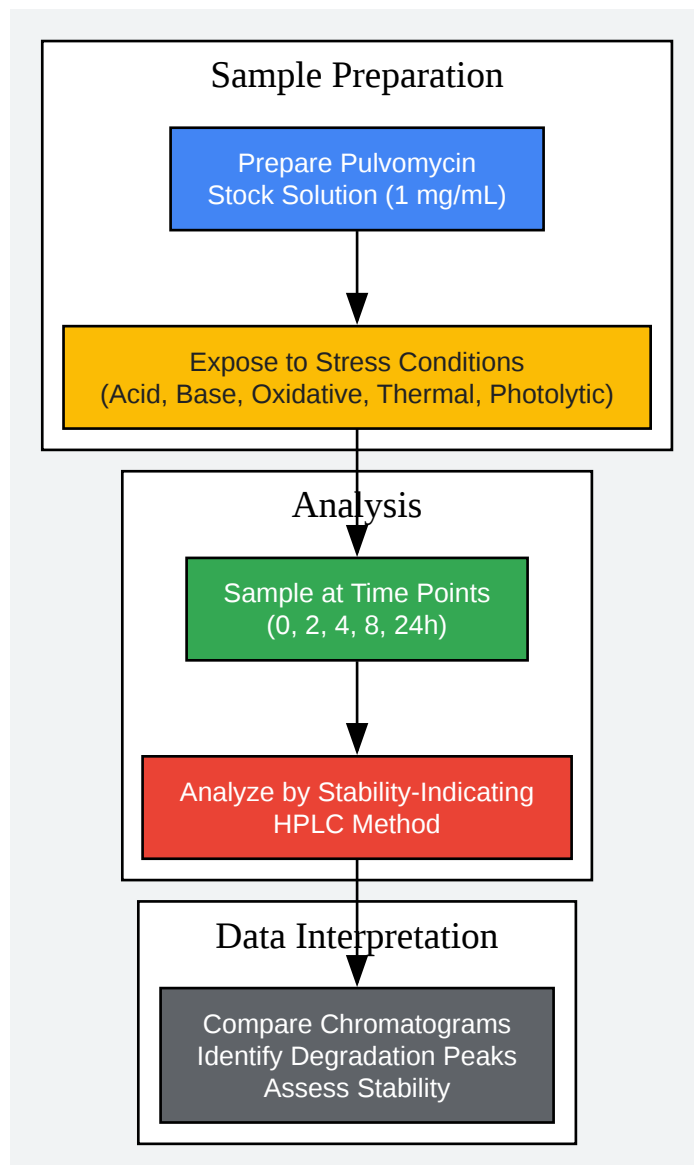 Sample Preparation
Prepare Pulvomycin
Stock Solution (1 mg/mL)
Expose to Stress Conditions
(Acid, Base, Oxidative, Thermal, Photolytic)
Analysis
Sample at Time Points
(0, 2, 4, 8, 24h)
Analyze by Stability-Indicating
HPLC Method
Data Interpretation
Compare Chromatograms
Identify Degradation Peaks
Assess Stability